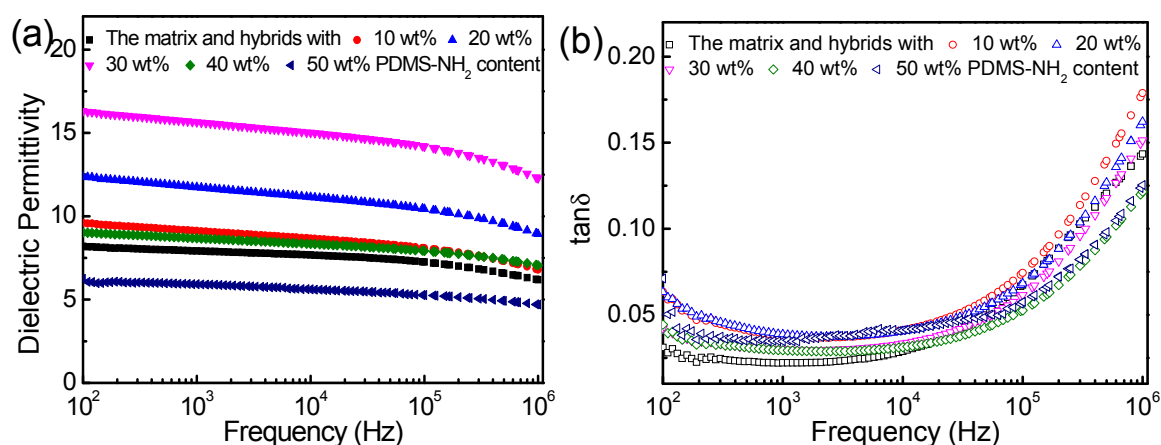 (a)
The matrix and hybrids with 10 wt% 20 wt%
30 wt% 40 wt% 50 wt% PDMS-NH2 content
20
15
10
5
0
Dielectric Permittivity
10^2 10^3 10^4 10^5 10^6
Frequency (Hz)
(b)
The matrix and hybrids with 10 wt% 20 wt%
30 wt% 40 wt% 50 wt% PDMS-NH2 content
0.20
0.15
0.10
0.05
tanδ
10^2 10^3 10^4 10^5 10^6
Frequency (Hz)